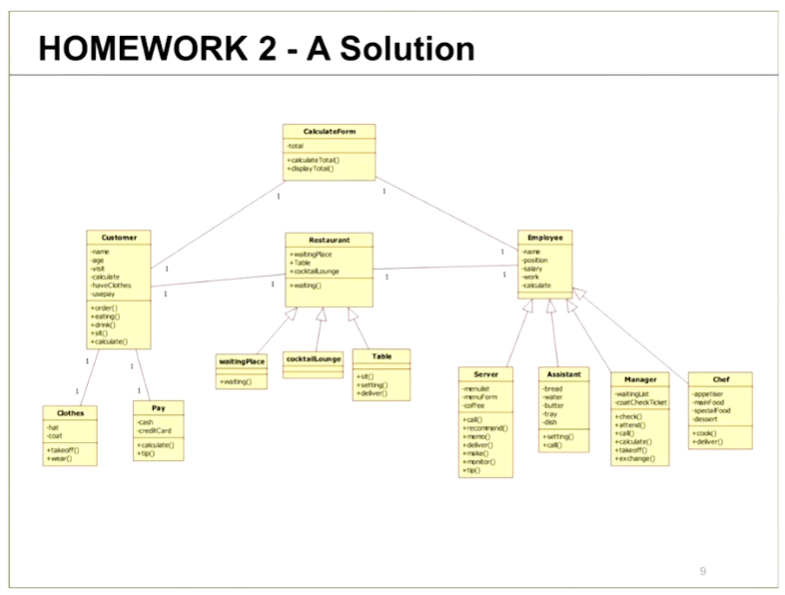 HOMEWORK 2 - A Solution
CalculateForm
-total
+calculateTotal()
+displayTotal()
1
1
Customer
-name
-age
-visit
-calculate
-haveClothes
-usepay
+order()
+eating()
+drink()
+sit()
+calculate()
1
1
Restaurant
+waitingPlace
+Table
+cocktailLounge
+waiting()
1
1
Employee
-name
-position
-salary
-work
-calculate
1
1
waitingPlace
+waiting()
cocktailLounge
Table
+sit()
+setting()
+deliver()
1
1
1
1
Clothes
-hat
-coat
+takeoff()
+wear()
Pay
-cash
-creditCard
+calculate()
+tip()
Server
-menulist
-menuForm
-coffee
+call()
+recommand()
+memo()
+deliver()
+make()
+monitor()
+tip()
Assistant
-bread
-water
-butter
-tray
-dish
+setting()
+call()
Manager
-waitingList
-coatCheckTicket
+check()
+attend()
+call()
+calculate()
+takeoff()
+exchange()
Chef
-appetiser
-mainFood
-specialFood
-dessert
+cook()
+deliver()
9